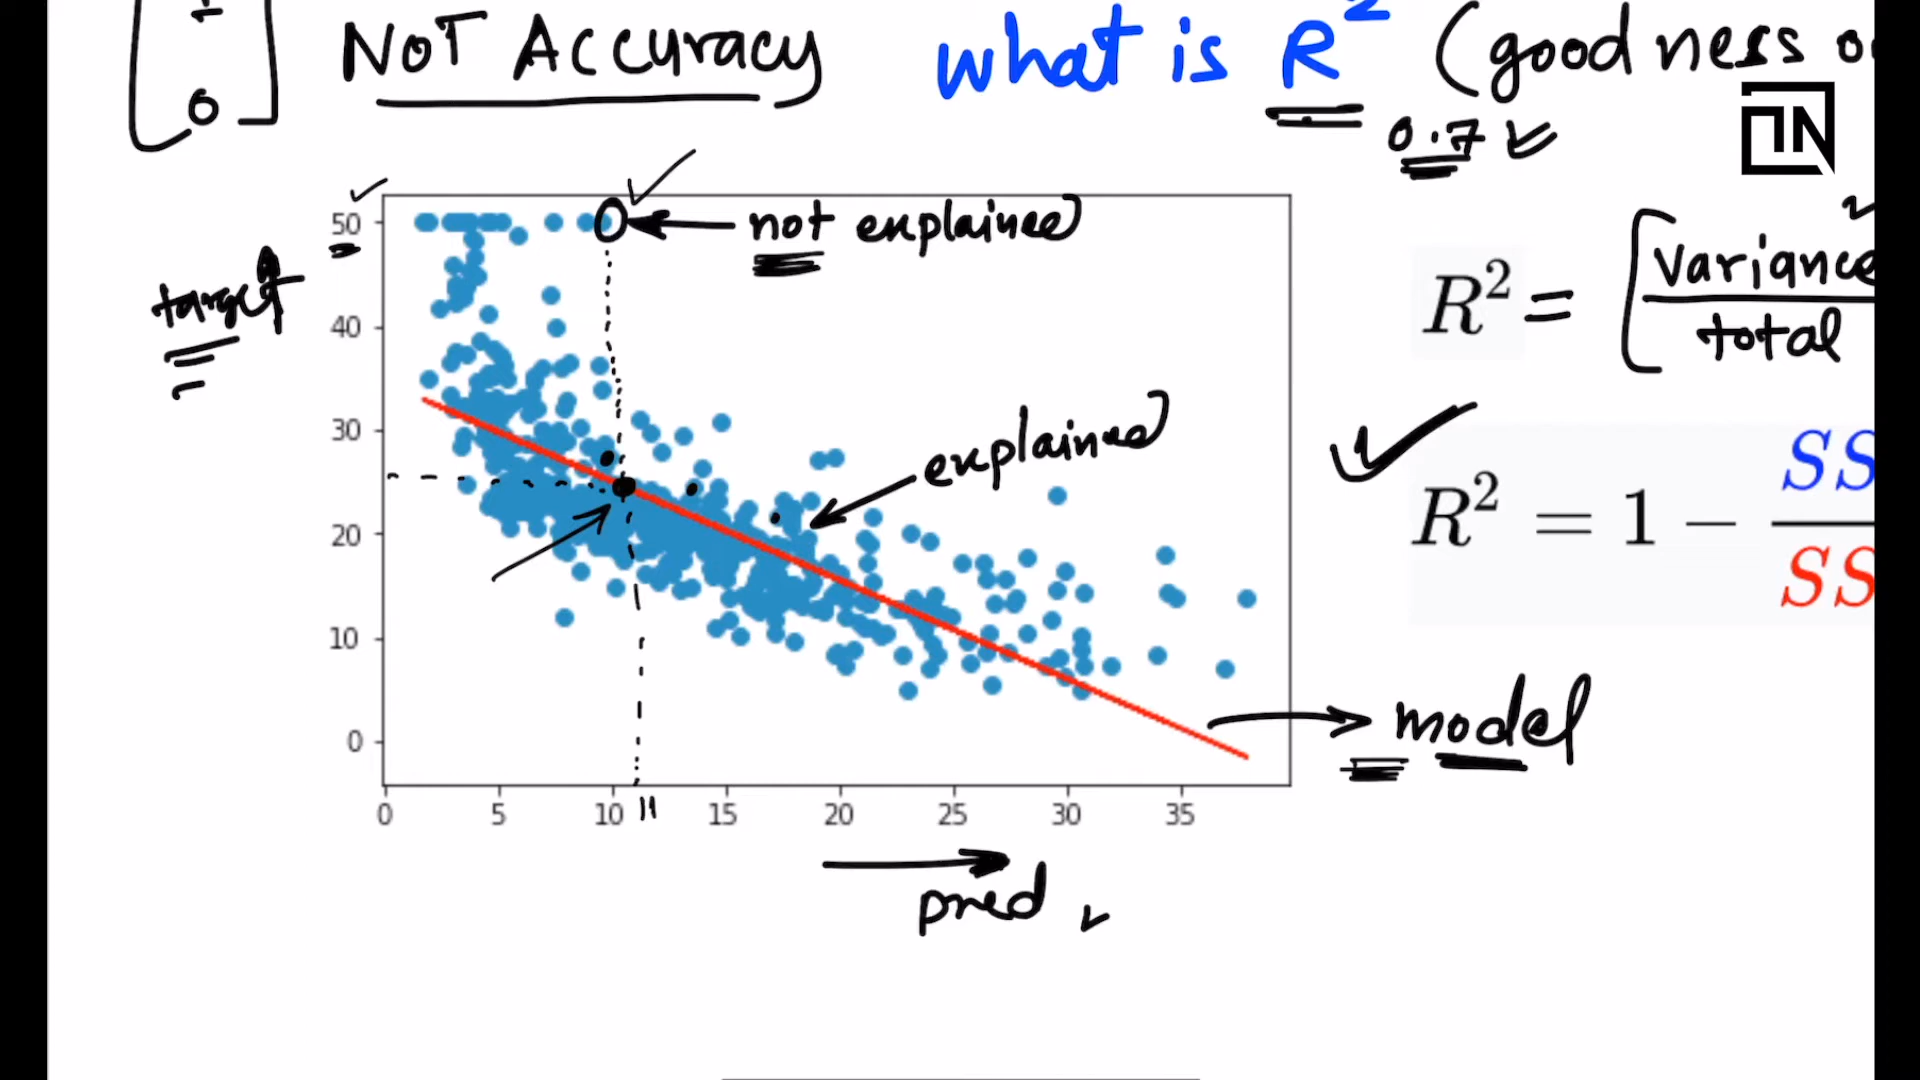 NOT Accuracy what is R² (goodness
0
0.7
50 not explained
target
R² = [variance
total
40
30 explained
20
R² = 1 - SS
SS
10
0 model
0 5 10 11 15 20 25 30 35
pred